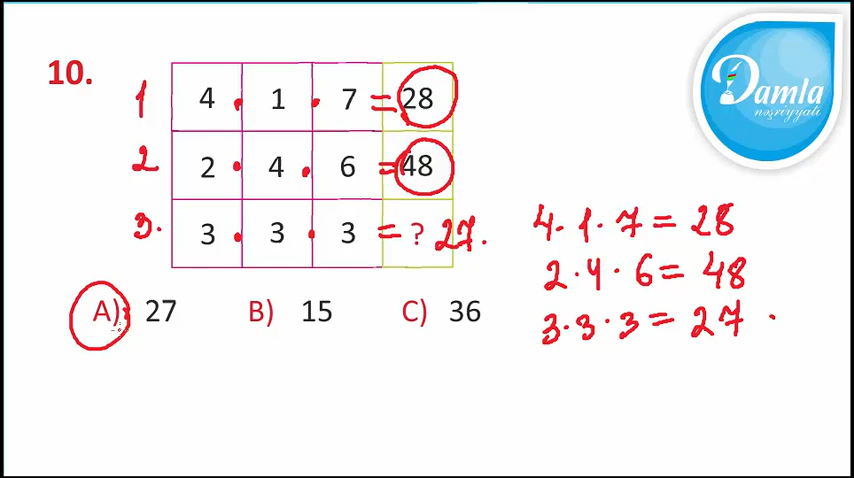 10.
1 4 . 1 . 7 = 28
2 2 . 4 . 6 = 48
3. 3 . 3 . 3 = ? 27.
A) 27 B) 15 C) 36
Damla
nəşriyyatı
4 . 1 . 7 = 28
2 . 4 . 6 = 48
3 . 3 . 3 = 27 .